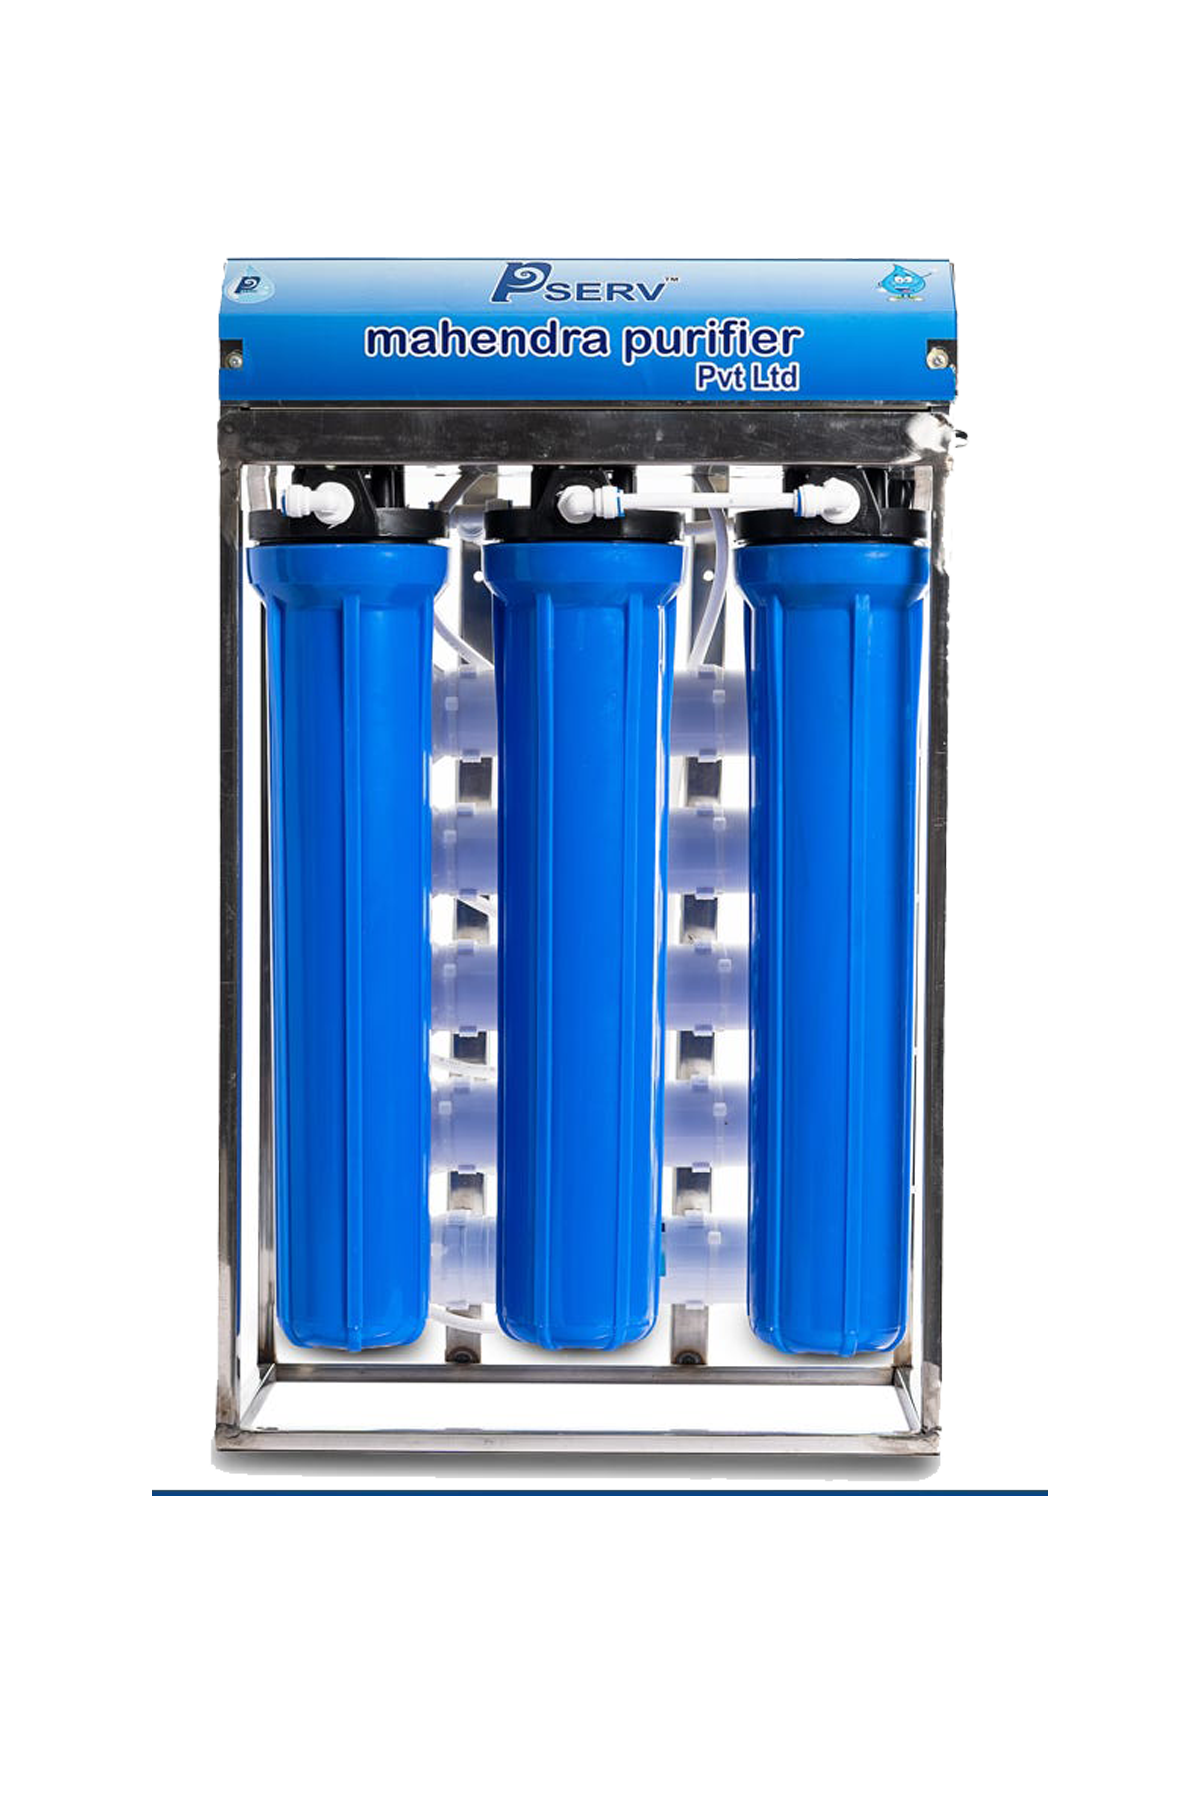 PSERV™
mahendra purifier
Pvt Ltd
P